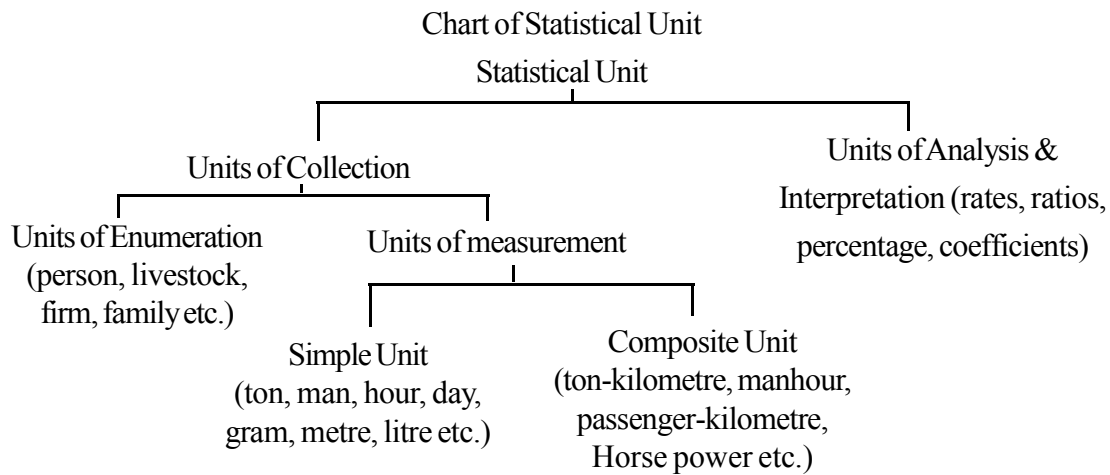 Chart of Statistical Unit
Statistical Unit
Units of Collection
Units of Analysis &
Interpretation (rates, ratios,
percentage, coefficients)
Units of Enumeration
(person, livestock,
firm, family etc.)
Units of measurement
Simple Unit
(ton, man, hour, day,
gram, metre, litre etc.)
Composite Unit
(ton-kilometre, manhour,
passenger-kilometre,
Horse power etc.)